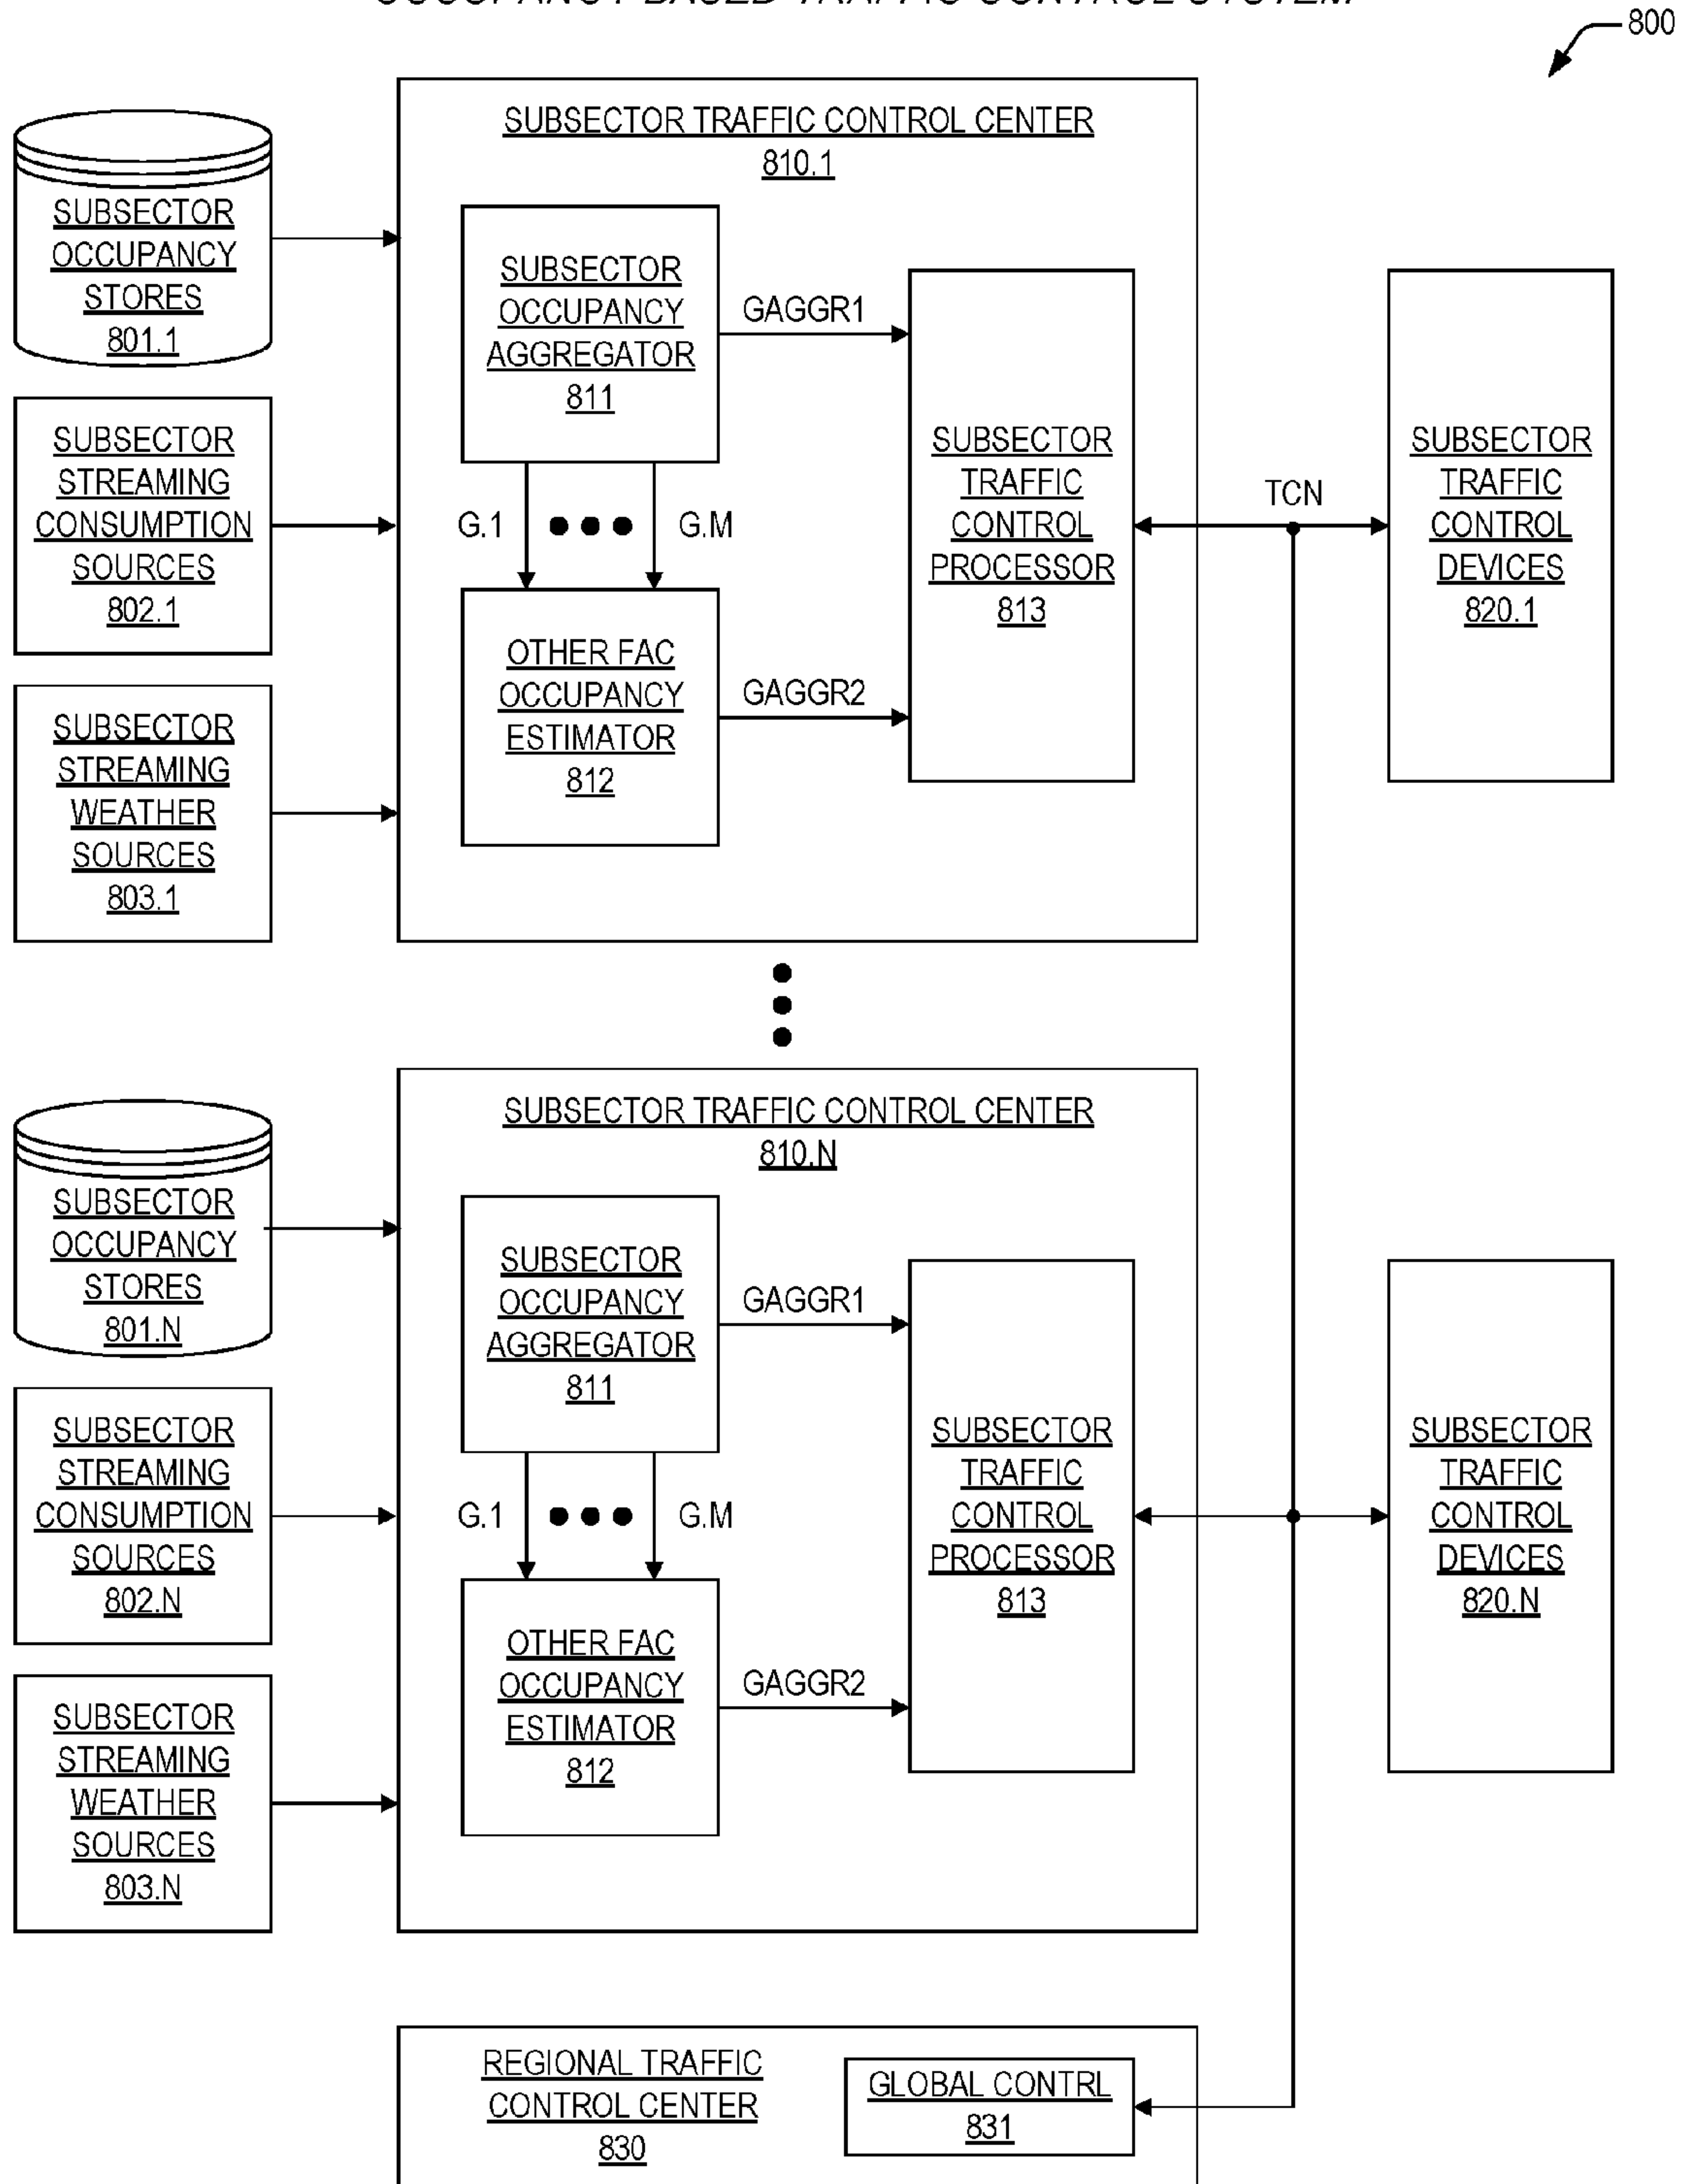 OCCUPANCY BASED TRAFFIC CONTROL SYSTEM
800
SUBSECTOR TRAFFIC CONTROL CENTER
810.1
SUBSECTOR
OCCUPANCY
STORES
801.1
SUBSECTOR
STREAMING
CONSUMPTION
SOURCES
802.1
SUBSECTOR
STREAMING
WEATHER
SOURCES
803.1
SUBSECTOR
OCCUPANCY
AGGREGATOR
811
GAGGR1
G.1
G.M
OTHER FAC
OCCUPANCY
ESTIMATOR
812
GAGGR2
SUBSECTOR
TRAFFIC
CONTROL
PROCESSOR
813
TCN
SUBSECTOR
TRAFFIC
CONTROL
DEVICES
820.1
SUBSECTOR TRAFFIC CONTROL CENTER
810.N
SUBSECTOR
OCCUPANCY
STORES
801.N
SUBSECTOR
STREAMING
CONSUMPTION
SOURCES
802.N
SUBSECTOR
STREAMING
WEATHER
SOURCES
803.N
SUBSECTOR
OCCUPANCY
AGGREGATOR
811
GAGGR1
G.1
G.M
OTHER FAC
OCCUPANCY
ESTIMATOR
812
GAGGR2
SUBSECTOR
TRAFFIC
CONTROL
PROCESSOR
813
SUBSECTOR
TRAFFIC
CONTROL
DEVICES
820.N
REGIONAL TRAFFIC
CONTROL CENTER
830
GLOBAL CONTRL
831